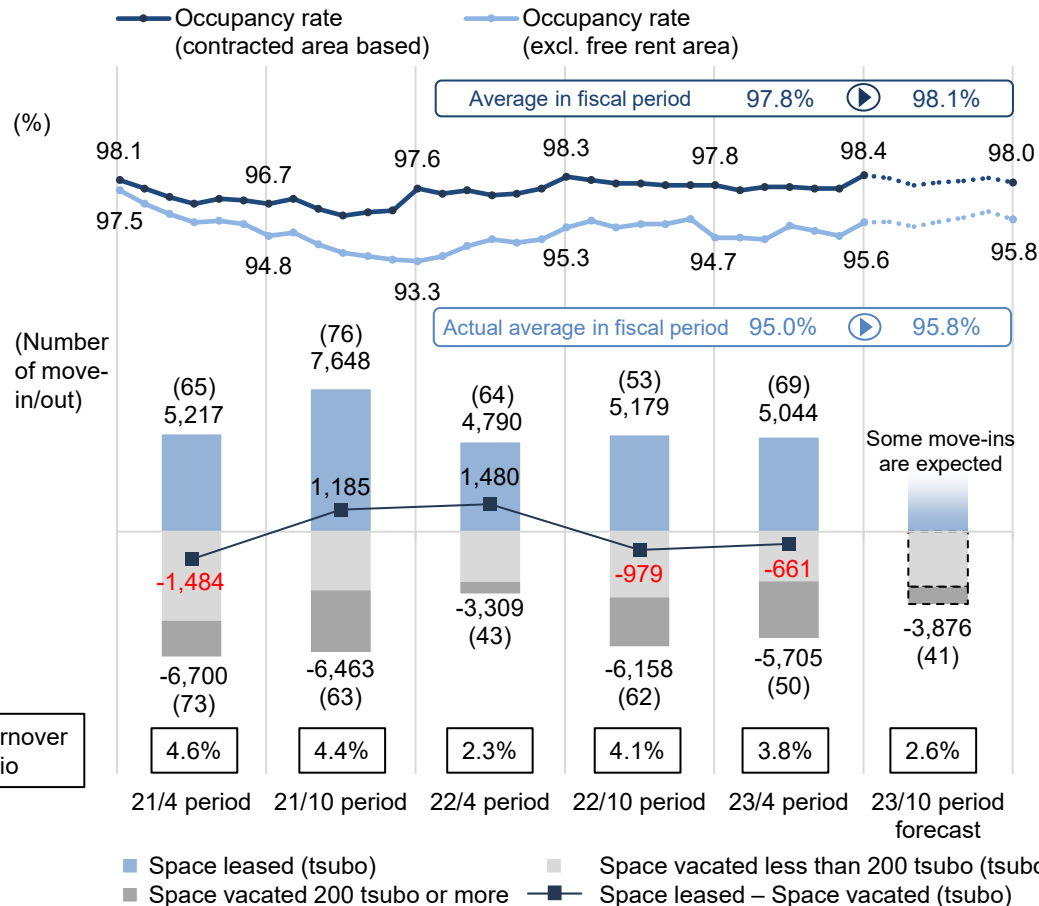 Occupancy rate
(contracted area based)
Occupancy rate
(excl. free rent area)
Average in fiscal period 97.8% 98.1%
(%)
98.1
96.7
97.6
98.3
97.8
98.4
98.0
97.5
94.8
93.3
95.3
94.7
95.6
95.8
Actual average in fiscal period 95.0% 95.8%
(Number
of move-
in/out)
(65)
5,217
(76)
7,648
(64)
4,790
(53)
5,179
(69)
5,044
Some move-ins
are expected
-1,484
1,185
1,480
-979
-661
-6,700
(73)
-6,463
(63)
-3,309
(43)
-6,158
(62)
-5,705
(50)
-3,876
(41)
rnover
io
4.6%
4.4%
2.3%
4.1%
3.8%
2.6%
21/4 period
21/10 period
22/4 period
22/10 period
23/4 period
23/10 period
forecast
Space leased (tsubo)
Space vacated less than 200 tsubo (tsubo
Space vacated 200 tsubo or more
Space leased – Space vacated (tsubo)